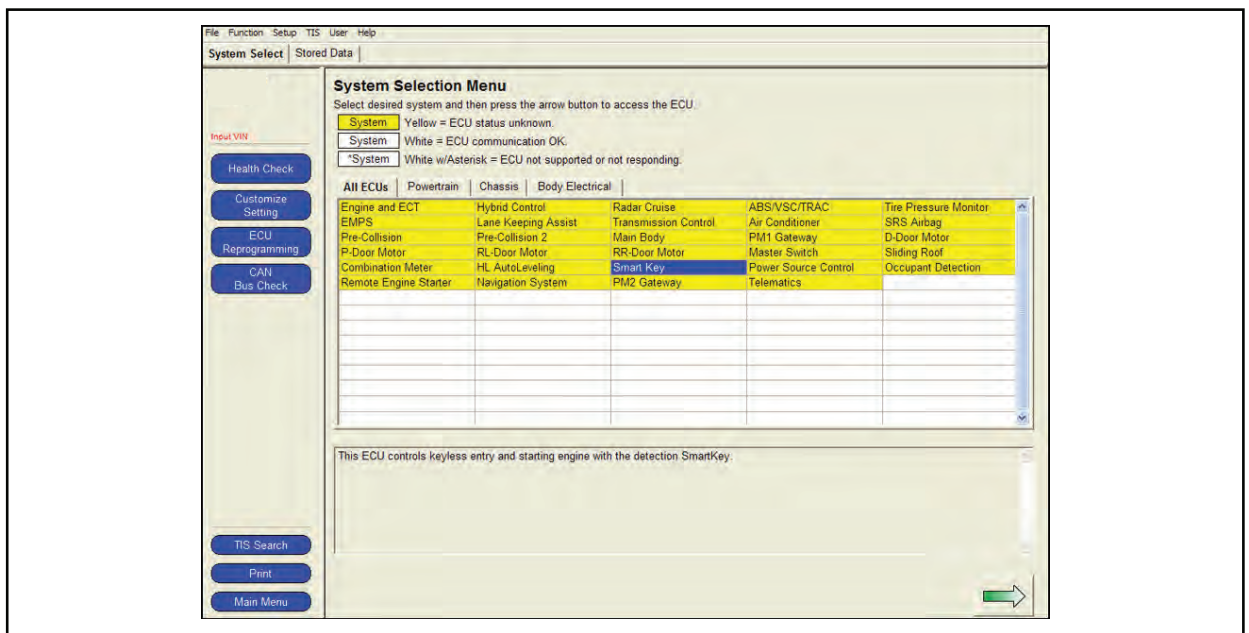 File Function Setup TIS User Help
System Select Stored Data
Input VIN
Health Check
Customize
Setting
ECU
Reprogramming
CAN
Bus Check
TIS Search
Print
Main Menu
System Selection Menu
Select desired system and then press the arrow button to access the ECU.
System Yellow = ECU status unknown.
System White = ECU communication OK.
*System White w/Asterisk = ECU not supported or not responding.
All ECUs Powertrain Chassis Body Electrical
Engine and ECT Hybrid Control Radar Cruise ABS/VSC/TRAC Tire Pressure Monitor
EMPS Lane Keeping Assist Transmission Control Air Conditioner SRS Airbag
Pre-Collision Pre-Collision 2 Main Body PM1 Gateway D-Door Motor
P-Door Motor RL-Door Motor RR-Door Motor Master Switch Sliding Roof
Combination Meter HL AutoLeveling Smart Key Power Source Control Occupant Detection
Remote Engine Starter Navigation System PM2 Gateway Telematics
This ECU controls keyless entry and starting engine with the detection SmartKey.